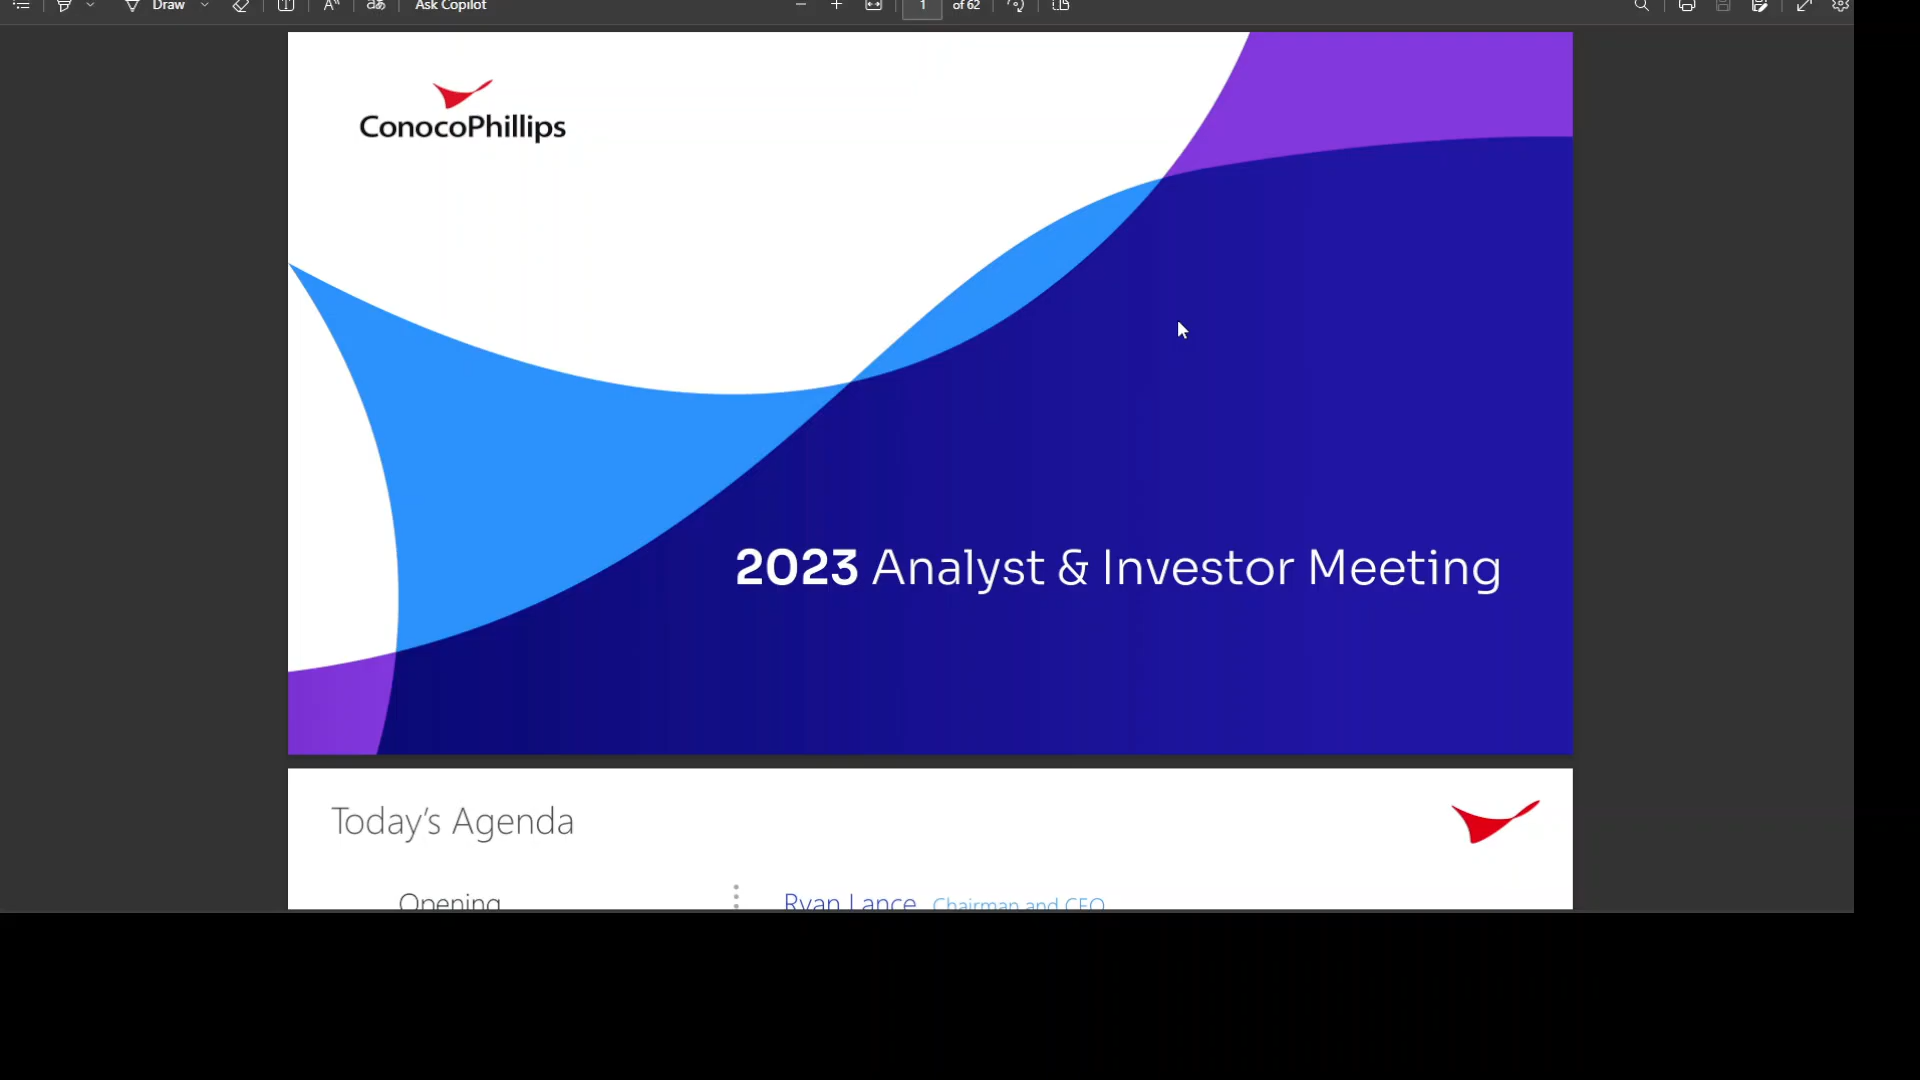 Draw
Ask Copilot
1 of 62
ConocoPhillips
2023 Analyst & Investor Meeting
Today's Agenda
Opening
Ryan Lance Chairman and CEO